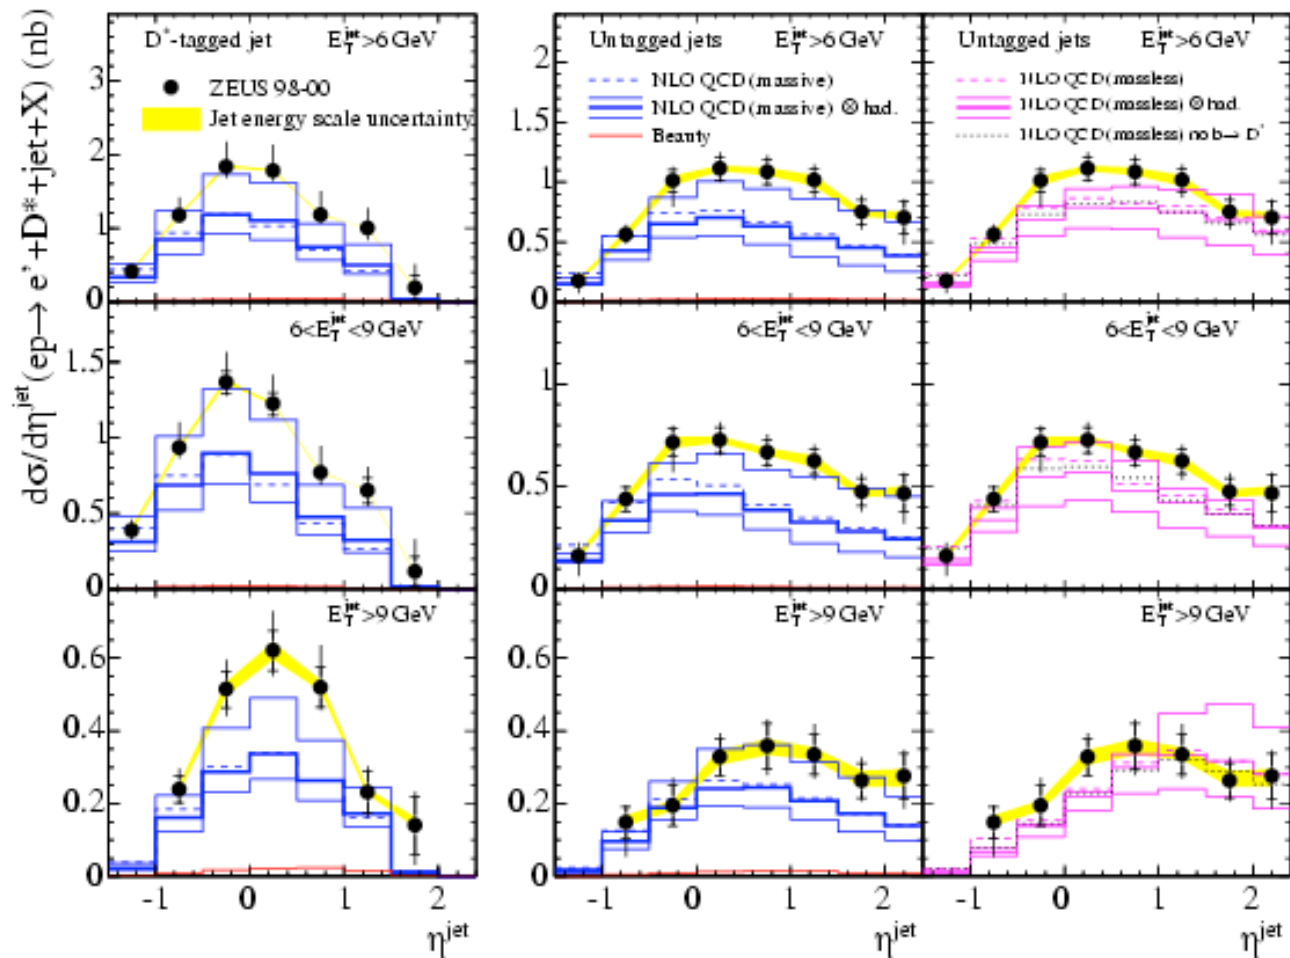 dσ/dη^jet (ep→ e'+D*+jet+X) (nb)
D*-tagged jet E_T^jet>6 GeV
ZEUS 98-00
Jet energy scale uncertainty
3
2
1
0
Untagged jets E_T^jet>6 GeV
NLO QCD (massive)
NLO QCD (massive) ⊗ had.
Beauty
2
1.5
1
0.5
0
Untagged jets E_T^jet>6 GeV
NLO QCD (massless)
NLO QCD (massless) ⊗ had.
NLO QCD (massless) no b→ D*
6<E_T^jet<9 GeV
1.5
1
0.5
0
6<E_T^jet<9 GeV
1
0.5
0
6<E_T^jet<9 GeV
E_T^jet>9 GeV
0.6
0.4
0.2
0
E_T^jet>9 GeV
0.6
0.4
0.2
0
E_T^jet>9 GeV
-1 0 1 2
η^jet
-1 0 1 2
η^jet
-1 0 1 2
η^jet